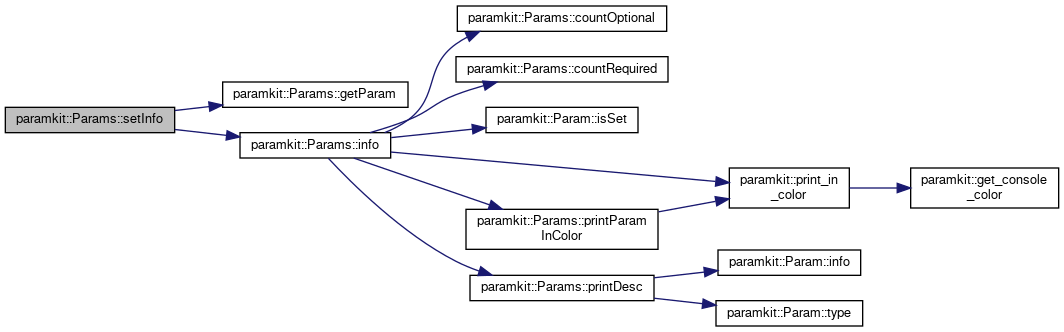 paramkit::Params::setInfo
paramkit::Params::getParam
paramkit::Params::info
paramkit::Params::countOptional
paramkit::Params::countRequired
paramkit::Param::isSet
paramkit::Params::printParam
InColor
paramkit::Params::printDesc
paramkit::print_in
_color
paramkit::get_console
_color
paramkit::Param::info
paramkit::Param::type